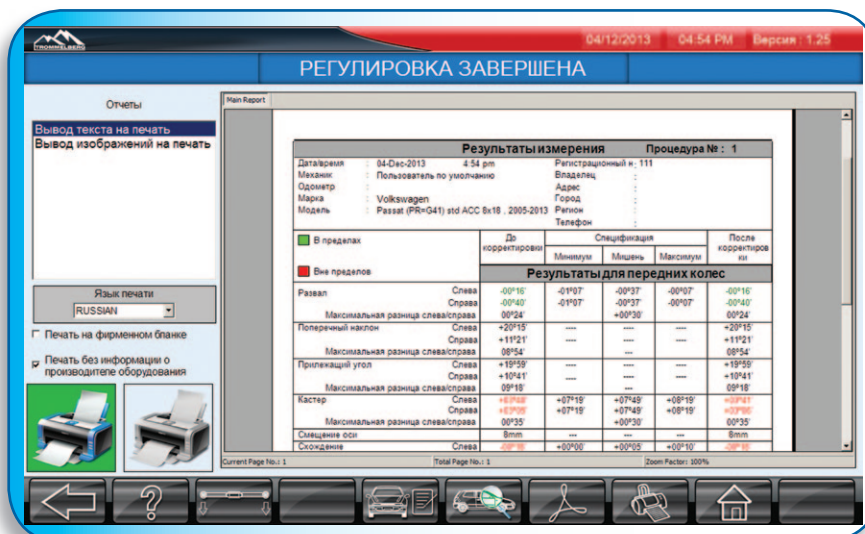 TROMMELBERG
04/12/2013 04:54 PM Версия : 1.25
РЕГУЛИРОВКА ЗАВЕРШЕНА
Отчеты
Вывод текста на печать
Вывод изображений на печать
Язык печати
RUSSIAN
Печать на фирменном бланке
Печать без информации о
производителе оборудования
Main Report
Результаты измерения Процедура № : 1
Дата/время : 04-Dec-2013 4:54 pm Регистрационный н : 111
Механик : Пользователь по умолчанию Владелец :
Одометр : Адрес :
Марка : Volkswagen Город :
Модель : Passat (PR=G41) std ACC 8x18 , 2005-2013 Регион :
Телефон :
В пределах До корректировки Спецификация После корректиров ки
Минимум Мишень Максимум
Вне пределов Результаты для передних колес
Развал Слева -00°16' -01°07' -00°37' -00°07' -00°16'
Справа -00°40' -01°07' -00°37' -00°07' -00°40'
Максимальная разница слева/справа 00°24' +00°30' 00°24'
Поперечный наклон Слева +20°15' ---- ---- ---- +20°15'
Справа +11°21' ---- ---- ---- +11°21'
Максимальная разница слева/справа 08°54' --- 08°54'
Прилежащий угол Слева +19°59' ---- ---- ---- +19°59'
Справа +10°41' ---- ---- ---- +10°41'
Максимальная разница слева/справа 09°18' --- 09°18'
Кастер Слева +07°19' +07°49' +08°19'
Справа +07°19' +07°49' +08°19'
Максимальная разница слева/справа 00°35' +00°30' 00°35'
Смещение оси 8mm --- --- --- 8mm
Схождение Слева +00°00' +00°05' +00°10'
Current Page No.: 1 Total Page No.: 1 Zoom Factor: 100%